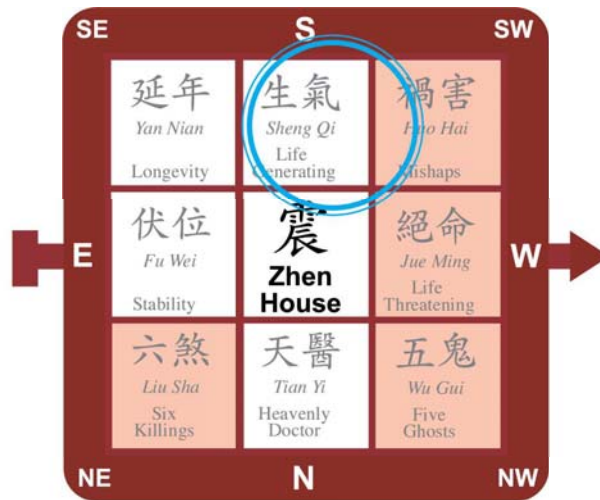 SE
S
SW
延年
Yan Nian
Longevity
生氣
Sheng Qi
Life
Generating
禍害
Huo Hai
Mishaps
E
伏位
Fu Wei
Stability
震
Zhen
House
絕命
Jue Ming
Life
Threatening
W
六煞
Liu Sha
Six
Killings
天醫
Tian Yi
Heavenly
Doctor
五鬼
Wu Gui
Five
Ghosts
NE
N
NW